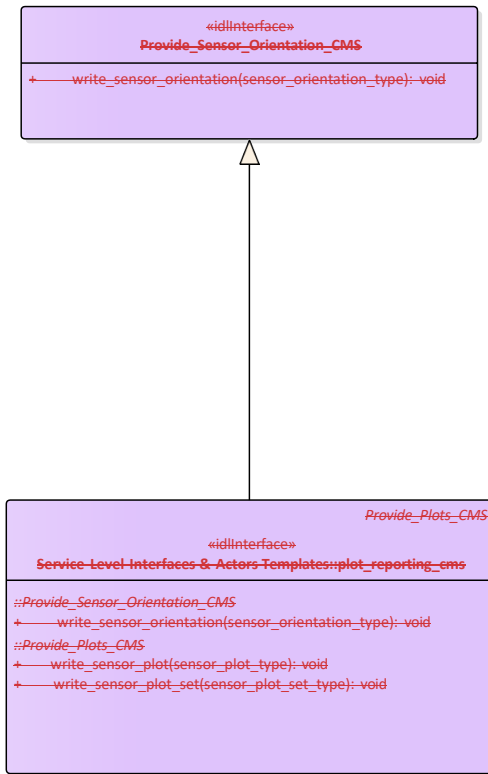 «idlInterface»
Provide_Sensor_Orientation_CMS
+ write_sensor_orientation(sensor_orientation_type): void
Provide_Plots_CMS
«idlInterface»
Service-Level-Interfaces & Actors Templates::plot_reporting_cms
::Provide_Sensor_Orientation_CMS
+ write_sensor_orientation(sensor_orientation_type): void
::Provide_Plots_CMS
+ write_sensor_plot(sensor_plot_type): void
+ write_sensor_plot_set(sensor_plot_set_type): void